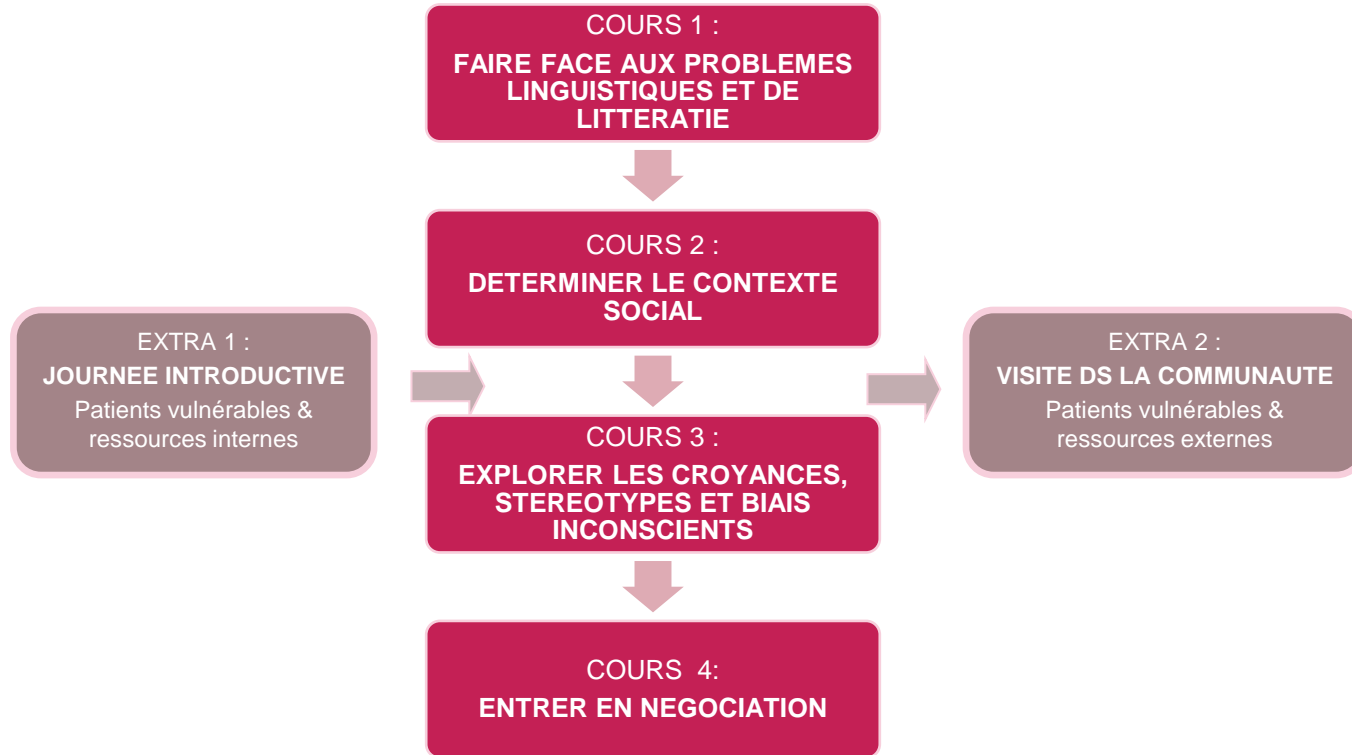 COURS 1 :
FAIRE FACE AUX PROBLEMES
LINGUISTIQUES ET DE
LITTERATIE
COURS 2 :
DETERMINER LE CONTEXTE
SOCIAL
EXTRA 1 :
JOURNEE INTRODUCTIVE
Patients vulnérables &
ressources internes
EXTRA 2 :
VISITE DS LA COMMUNAUTE
Patients vulnérables &
ressources externes
COURS 3 :
EXPLORER LES CROYANCES,
STEREOTYPES ET BIAIS
INCONSCIENTS
COURS  4:
ENTRER EN NEGOCIATION